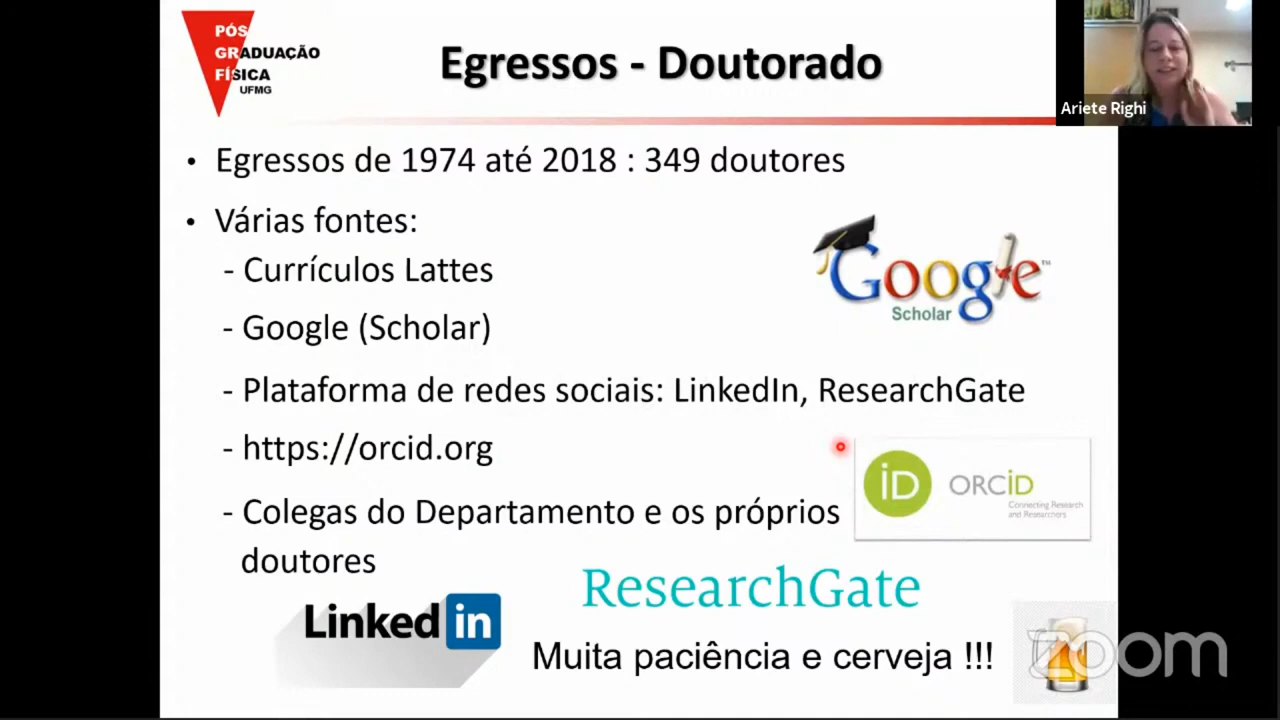 PÓS
GRADUAÇÃO
FÍSICA
UFMG
Egressos - Doutorado
Ariete Righi
• Egressos de 1974 até 2018 : 349 doutores
• Várias fontes:
- Currículos Lattes
Google™
Scholar
- Google (Scholar)
- Plataforma de redes sociais: LinkedIn, ResearchGate
- https://orcid.org
iD ORCiD
Connecting Research
and Researchers
- Colegas do Departamento e os próprios
doutores
ResearchGate
Linked in
Muita paciência e cerveja !!!
zoom